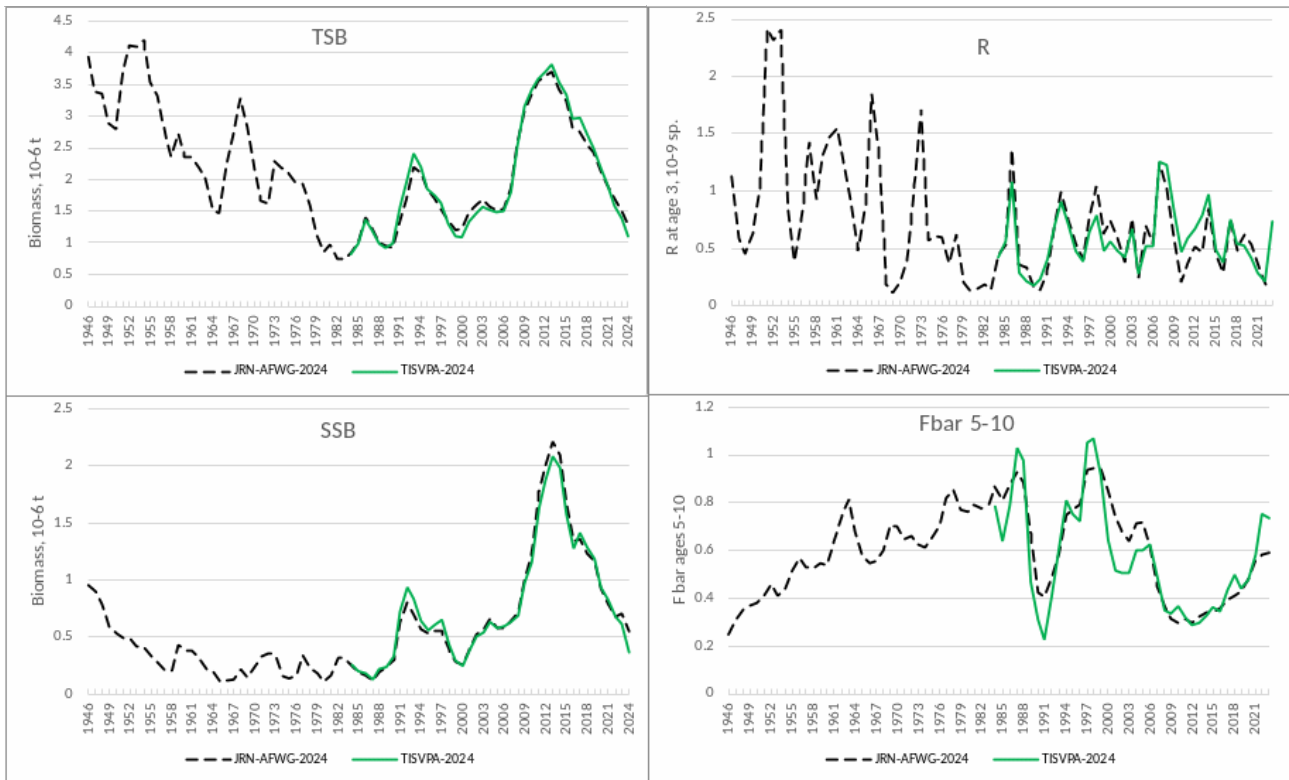 TSB
Biomass, 10-6 t
4.5
4
3.5
3
2.5
2
1.5
1
0.5
0
1946 1949 1952 1955 1958 1961 1964 1967 1970 1973 1976 1979 1982 1985 1988 1991 1994 1997 2000 2003 2006 2009 2012 2015 2018 2021 2024
JRN-AFWG-2024 TISVPA-2024
R
R at age 3, 10-9 sp.
2.5
2
1.5
1
0.5
0
1946 1949 1952 1955 1958 1961 1964 1967 1970 1973 1976 1979 1982 1985 1988 1991 1994 1997 2000 2003 2006 2009 2012 2015 2018 2021
JRN-AFWG-2024 TISVPA-2024
SSB
Biomass, 10-6 t
2.5
2
1.5
1
0.5
0
1946 1949 1952 1955 1958 1961 1964 1967 1970 1973 1976 1979 1982 1985 1988 1991 1994 1997 2000 2003 2006 2009 2012 2015 2018 2021 2024
JRN-AFWG-2024 TISVPA-2024
Fbar 5-10
F bar ages 5-10
1.2
1
0.8
0.6
0.4
0.2
0
1946 1949 1952 1955 1958 1961 1964 1967 1970 1973 1976 1979 1982 1985 1988 1991 1994 1997 2000 2003 2006 2009 2012 2015 2018 2021
JRN-AFWG-2024 TISVPA-2024